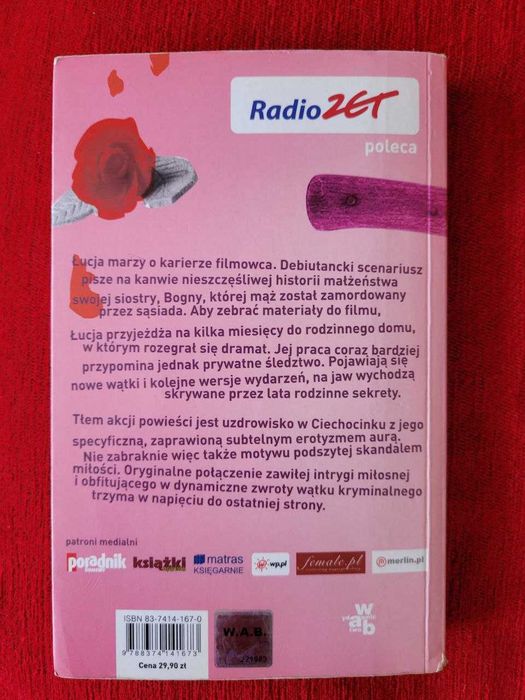 Radio ZET
poleca
Łucja marzy o karierze filmowca. Debiutancki scenariusz
pisze na kanwie nieszczęśliwej historii małżeństwa
swojej siostry, Bogny, której mąż został zamordowany
przez sąsiada. Aby zebrać materiały do filmu,
Łucja przyjeżdża na kilka miesięcy do rodzinnego domu,
w którym rozegrał się dramat. Jej praca coraz bardziej
przypomina jednak prywatne śledztwo. Pojawiają się
nowe wątki i kolejne wersje wydarzeń, na jaw wychodzą
skrywane przez lata rodzinne sekrety.
Tłem akcji powieści jest uzdrowisko w Ciechocinku z jego
specyficzną, zaprawioną subtelnym erotyzmem aurą.
Nie zabraknie więc także motywu podszytej skandalem
miłości. Oryginalne połączenie zawiłej intrygi miłosnej
i obfitującego w dynamiczne zwroty wątku kryminalnego
trzyma w napięciu do ostatniej strony.
patroni medialni
poradnik
książki
matras
KSIĘGARNIE
wp.pl
female.pl
merlin.pl
ISBN 83-7414-167-0
9 788374 141673
Cena 29,90 zł
W.A.B.
w
a b